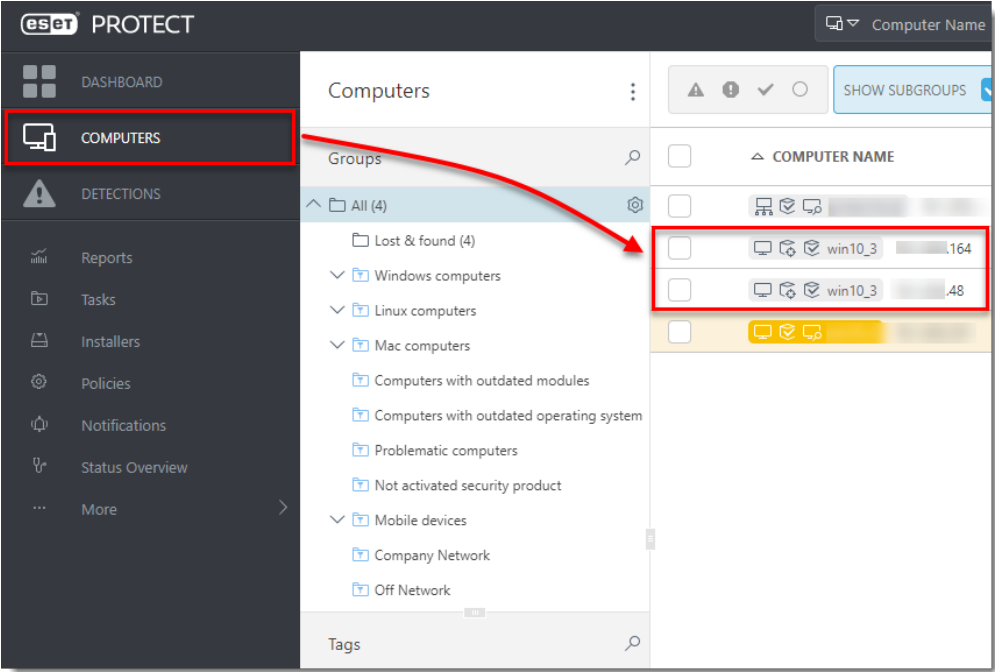 eset PROTECT
Computer Name
DASHBOARD
COMPUTERS
DETECTIONS
Reports
Tasks
Installers
Policies
Notifications
Status Overview
More
Computers
Groups
All (4)
Lost & found (4)
Windows computers
Linux computers
Mac computers
Computers with outdated modules
Computers with outdated operating system
Problematic computers
Not activated security product
Mobile devices
Company Network
Off Network
Tags
SHOW SUBGROUPS
COMPUTER NAME
win10_3 .164
win10_3 .48